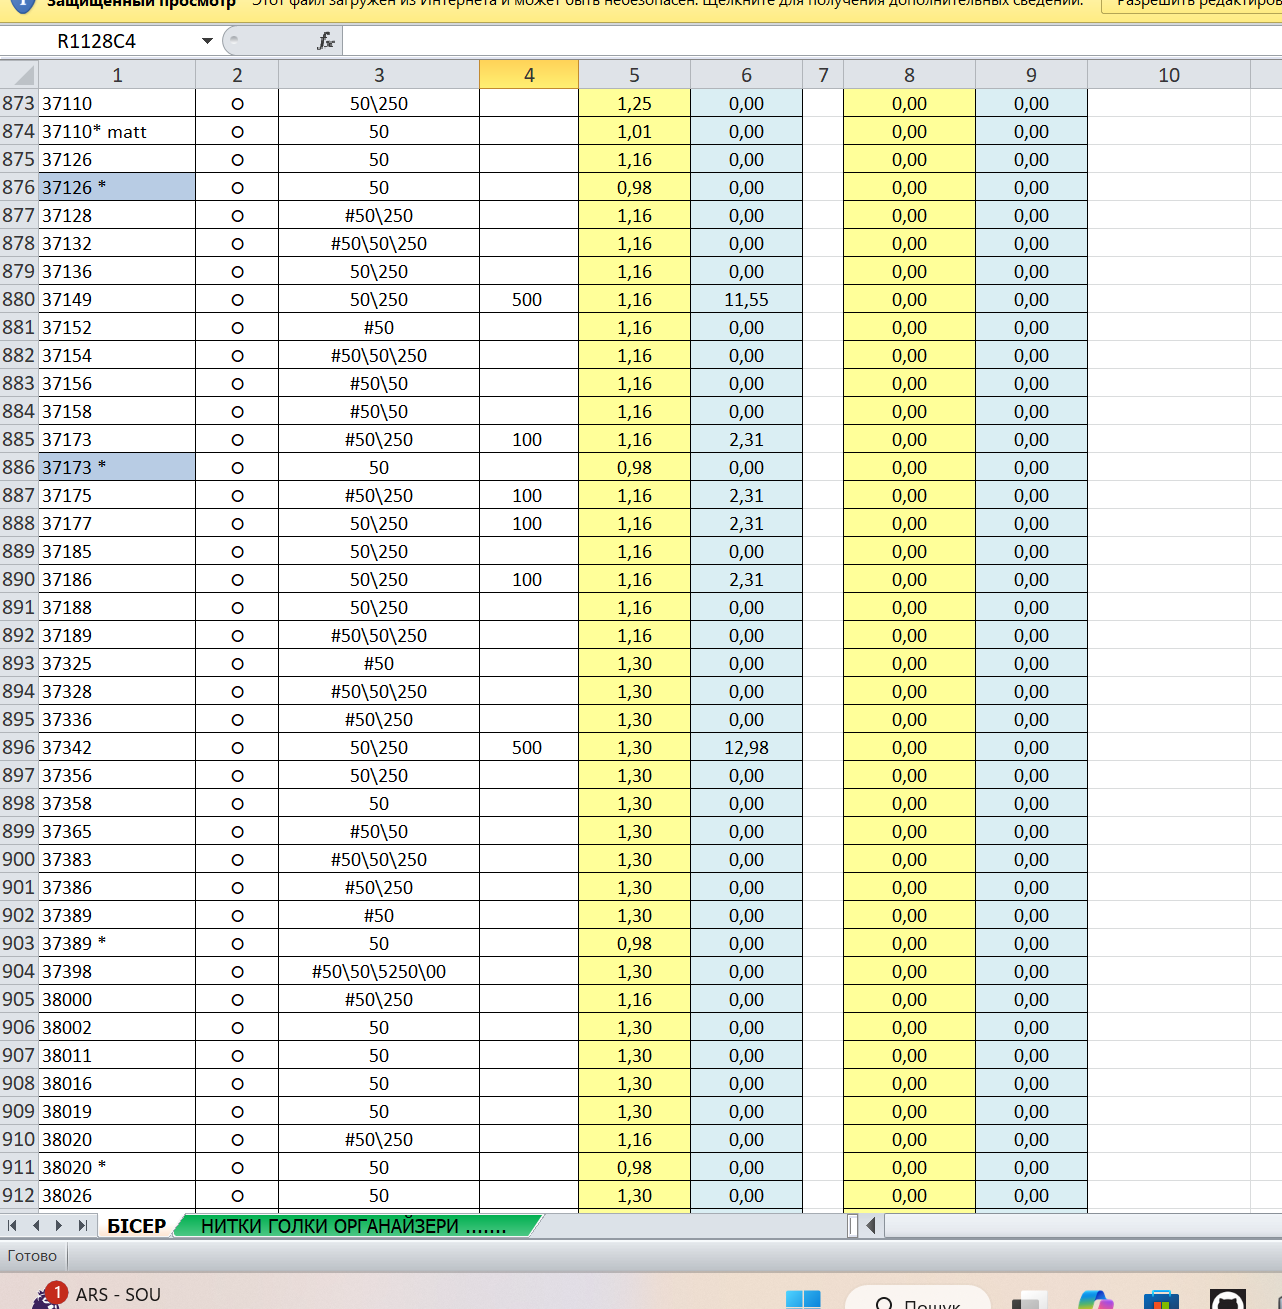 Защищенный просмотр Этот файл загружен из Интернета и может быть небезопасен. Щелкните для получения дополнительных сведений. Разрешить редактиров
R1128C4 fx
1 2 3 4 5 6 7 8 9 10
873 37110 O 50\250 1,25 0,00 0,00 0,00
874 37110* matt O 50 1,01 0,00 0,00 0,00
875 37126 O 50 1,16 0,00 0,00 0,00
876 37126 * O 50 0,98 0,00 0,00 0,00
877 37128 O #50\250 1,16 0,00 0,00 0,00
878 37132 O #50\50\250 1,16 0,00 0,00 0,00
879 37136 O 50\250 1,16 0,00 0,00 0,00
880 37149 O 50\250 500 1,16 11,55 0,00 0,00
881 37152 O #50 1,16 0,00 0,00 0,00
882 37154 O #50\50\250 1,16 0,00 0,00 0,00
883 37156 O #50\50 1,16 0,00 0,00 0,00
884 37158 O #50\50 1,16 0,00 0,00 0,00
885 37173 O #50\250 100 1,16 2,31 0,00 0,00
886 37173 * O 50 0,98 0,00 0,00 0,00
887 37175 O #50\250 100 1,16 2,31 0,00 0,00
888 37177 O 50\250 100 1,16 2,31 0,00 0,00
889 37185 O 50\250 1,16 0,00 0,00 0,00
890 37186 O 50\250 100 1,16 2,31 0,00 0,00
891 37188 O 50\250 1,16 0,00 0,00 0,00
892 37189 O #50\50\250 1,16 0,00 0,00 0,00
893 37325 O #50 1,30 0,00 0,00 0,00
894 37328 O #50\50\250 1,30 0,00 0,00 0,00
895 37336 O #50\250 1,30 0,00 0,00 0,00
896 37342 O 50\250 500 1,30 12,98 0,00 0,00
897 37356 O 50\250 1,30 0,00 0,00 0,00
898 37358 O 50 1,30 0,00 0,00 0,00
899 37365 O #50\50 1,30 0,00 0,00 0,00
900 37383 O #50\50\250 1,30 0,00 0,00 0,00
901 37386 O #50\250 1,30 0,00 0,00 0,00
902 37389 O #50 1,30 0,00 0,00 0,00
903 37389 * O 50 0,98 0,00 0,00 0,00
904 37398 O #50\50\5250\00 1,30 0,00 0,00 0,00
905 38000 O #50\250 1,16 0,00 0,00 0,00
906 38002 O 50 1,30 0,00 0,00 0,00
907 38011 O 50 1,30 0,00 0,00 0,00
908 38016 O 50 1,30 0,00 0,00 0,00
909 38019 O 50 1,30 0,00 0,00 0,00
910 38020 O #50\250 1,16 0,00 0,00 0,00
911 38020 * O 50 0,98 0,00 0,00 0,00
912 38026 O 50 1,30 0,00 0,00 0,00
БІСЕР НИТКИ ГОЛКИ ОРГАНАЙЗЕРИ .......
Готово
1 ARS - SOU Пошук